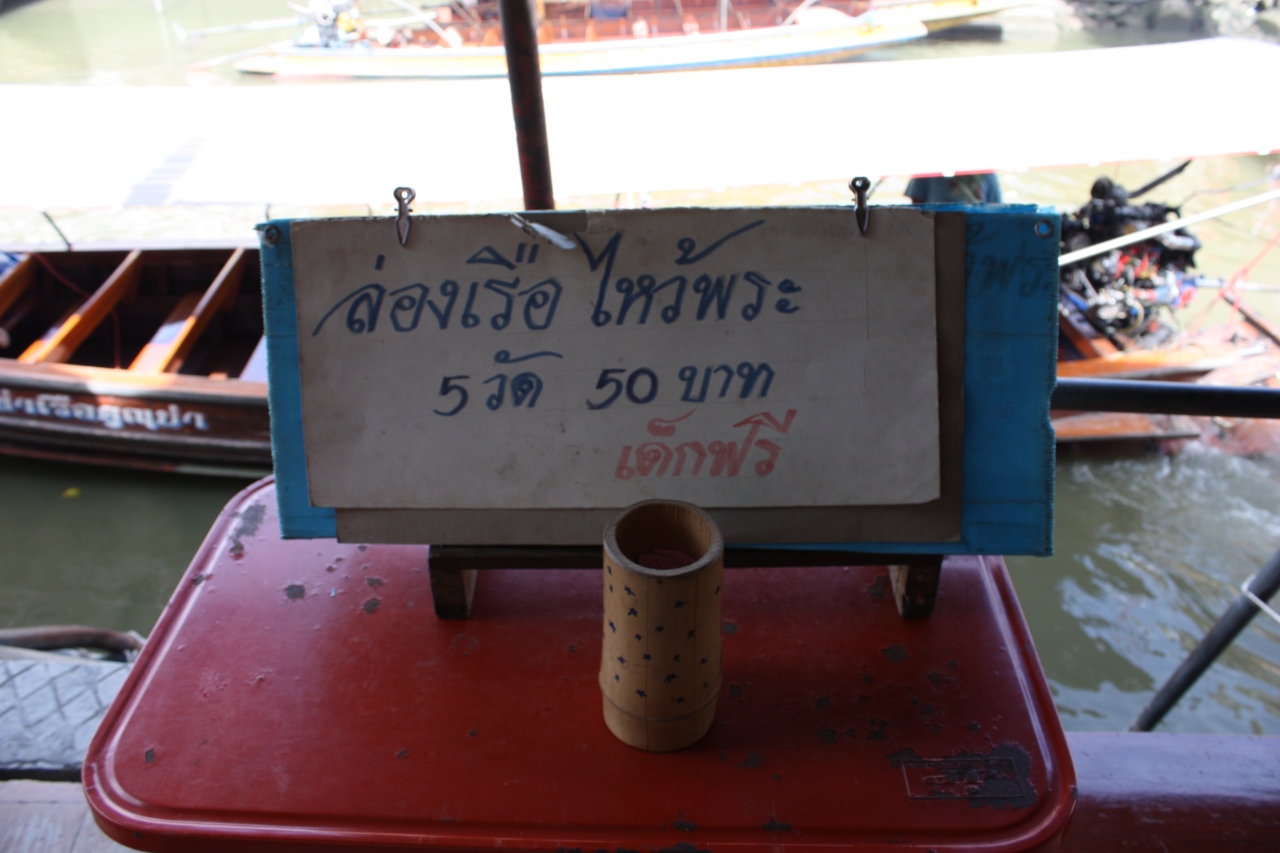 ล่องเรือ ไหว้พระ
5 วัด 50 บาท
เด็กฟรี